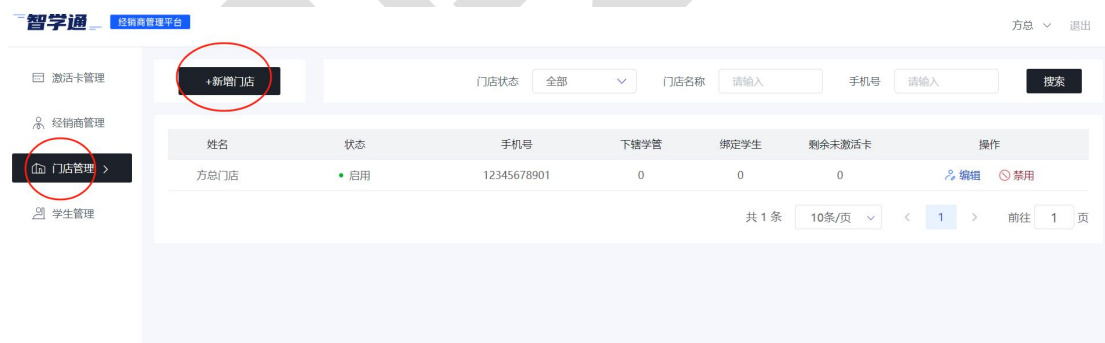 智学通 经销商管理平台 方总 退出
激活卡管理
经销商管理
门店管理
学生管理
+新增门店 门店状态 全部 门店名称 请输入 手机号 请输入 搜索
姓名 状态 手机号 下辖学管 绑定学生 剩余未激活卡 操作
方总门店 启用 12345678901 0 0 0 编辑 禁用
共 1 条 10条/页 < 1 > 前往 1 页